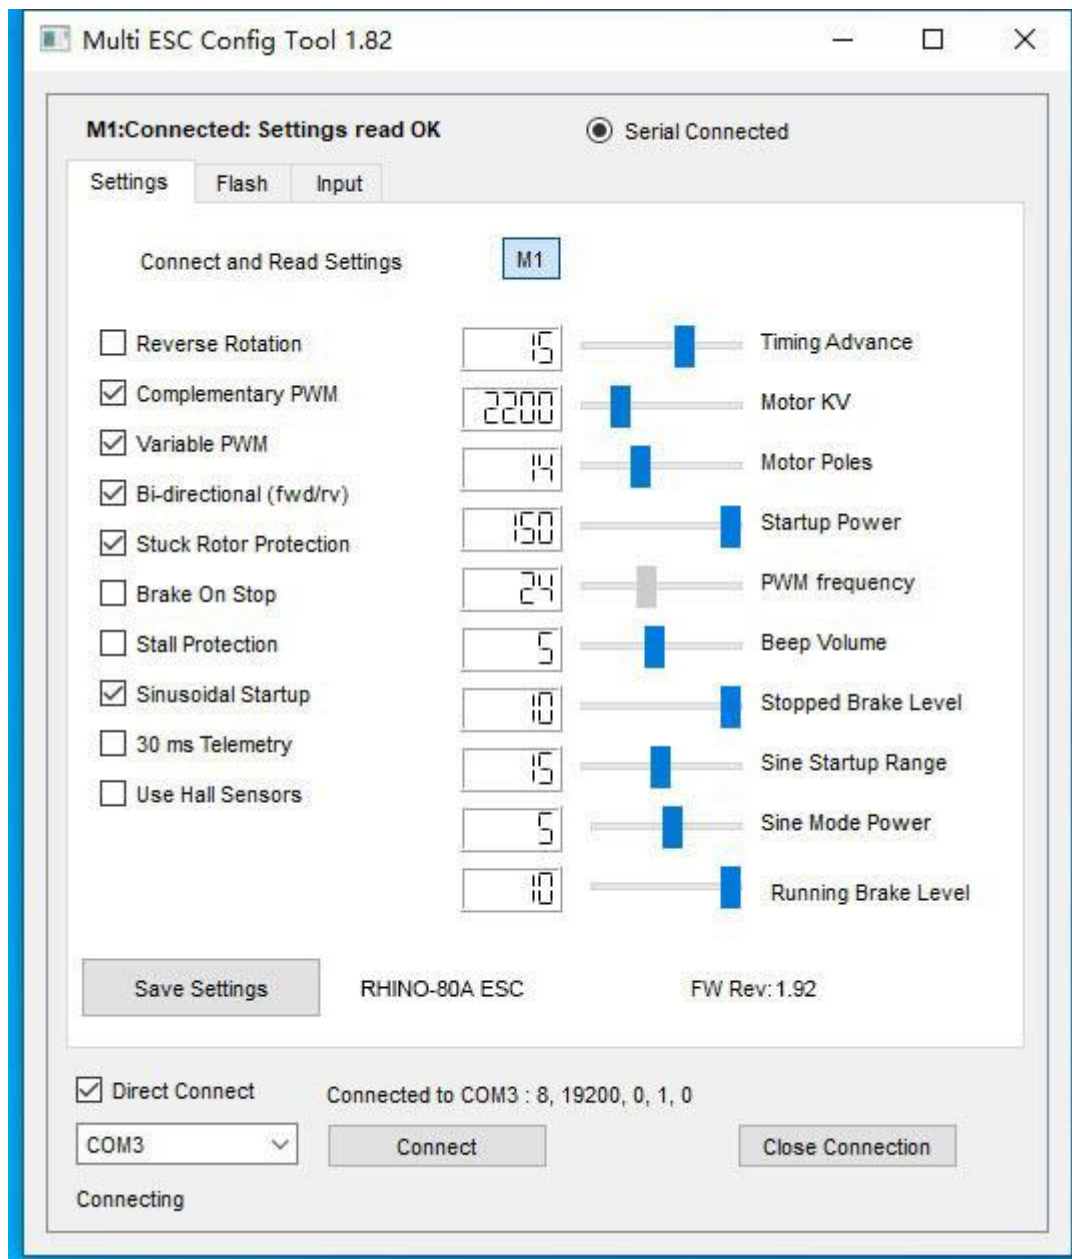 Multi ESC Config Tool 1.82
M1:Connected: Settings read OK
Serial Connected
Settings Flash Input
Connect and Read Settings M1
Reverse Rotation 15 Timing Advance
Complementary PWM 2200 Motor KV
Variable PWM 14 Motor Poles
Bi-directional (fwd/rv)
Stuck Rotor Protection 150 Startup Power
Brake On Stop 24 PWM frequency
Stall Protection 5 Beep Volume
Sinusoidal Startup 10 Stopped Brake Level
30 ms Telemetry 15 Sine Startup Range
Use Hall Sensors 5 Sine Mode Power
10 Running Brake Level
Save Settings RHINO-80A ESC FW Rev: 1.92
Direct Connect Connected to COM3 : 8, 19200, 0, 1, 0
COM3 Connect Close Connection
Connecting